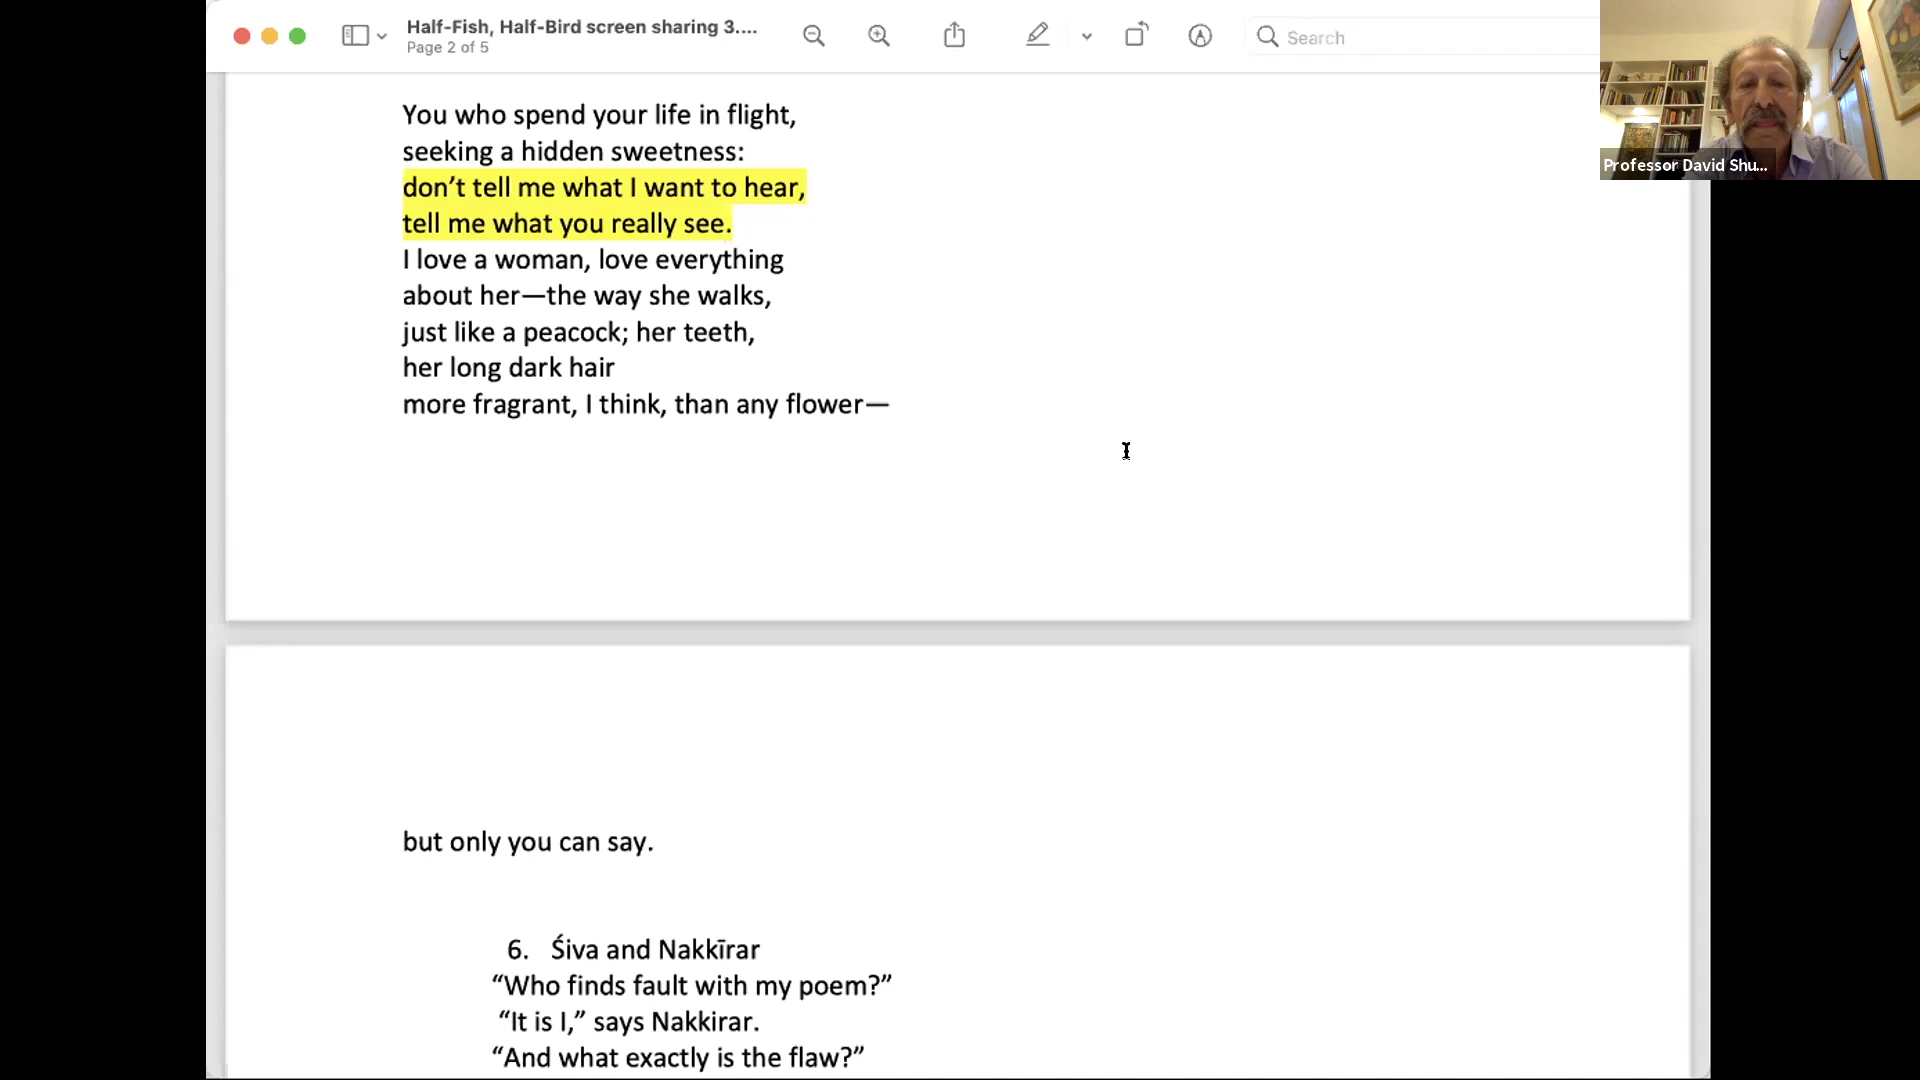 Half-Fish, Half-Bird screen sharing 3....
Page 2 of 5
Search
Professor David Shu...
You who spend your life in flight,
seeking a hidden sweetness:
don’t tell me what I want to hear,
tell me what you really see.
I love a woman, love everything
about her—the way she walks,
just like a peacock; her teeth,
her long dark hair
more fragrant, I think, than any flower—
but only you can say.
6. Śiva and Nakkīrar
“Who finds fault with my poem?”
“It is I,” says Nakkirar.
“And what exactly is the flaw?”